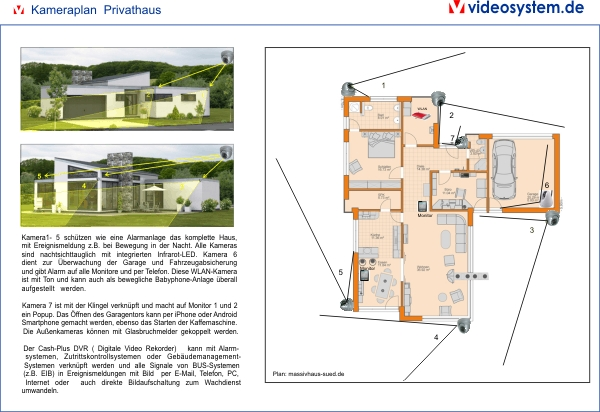 Kameraplan Privathaus
videosystem.de
5
4
Kamera1- 5 schützen wie eine Alarmanlage das komplette Haus,
mit Ereignismeldung z.B. bei Bewegung in der Nacht. Alle Kameras
sind nachtsichttauglich mit integrierten Infrarot-LED. Kamera 6
dient zur Überwachung der Garage und Fahrzeugabsicherung
und gibt Alarm auf alle Monitore und per Telefon. Diese WLAN-Kamera
ist mit Ton und kann auch als bewegliche Babyphone-Anlage überall
aufgestellt werden.
Kamera 7 ist mit der Klingel verknüpft und macht auf Monitor 1 und 2
ein Popup. Das Öffnen des Garagentors kann per iPhone oder Android
Smartphone gemacht werden, ebenso das Starten der Kaffemaschine.
Die Außenkameras können mit Glasbruchmelder gekoppelt werden.
Der Cash-Plus DVR ( Digitale Video Rekorder) kann mit Alarm-
systemen, Zutrittskontrollsystemen oder Gebäudemanagement-
Systemen verknüpft werden und alle Signale von BUS-Systemen
(z.B. EIB) in Ereignismeldungen mit Bild per E-Mail, Telefon, PC,
Internet oder auch direkte Bildaufschaltung zum Wachdienst
umwandeln.
1
WLAN
2
7
6
3
Monitor
Monitor
5
4
Plan: massivhaus-sued.de